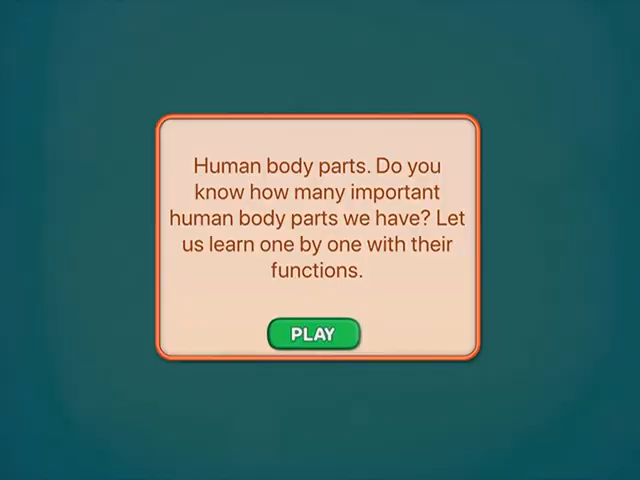 Human body parts. Do you
know how many important
human body parts we have? Let
us learn one by one with their
functions.
PLAY